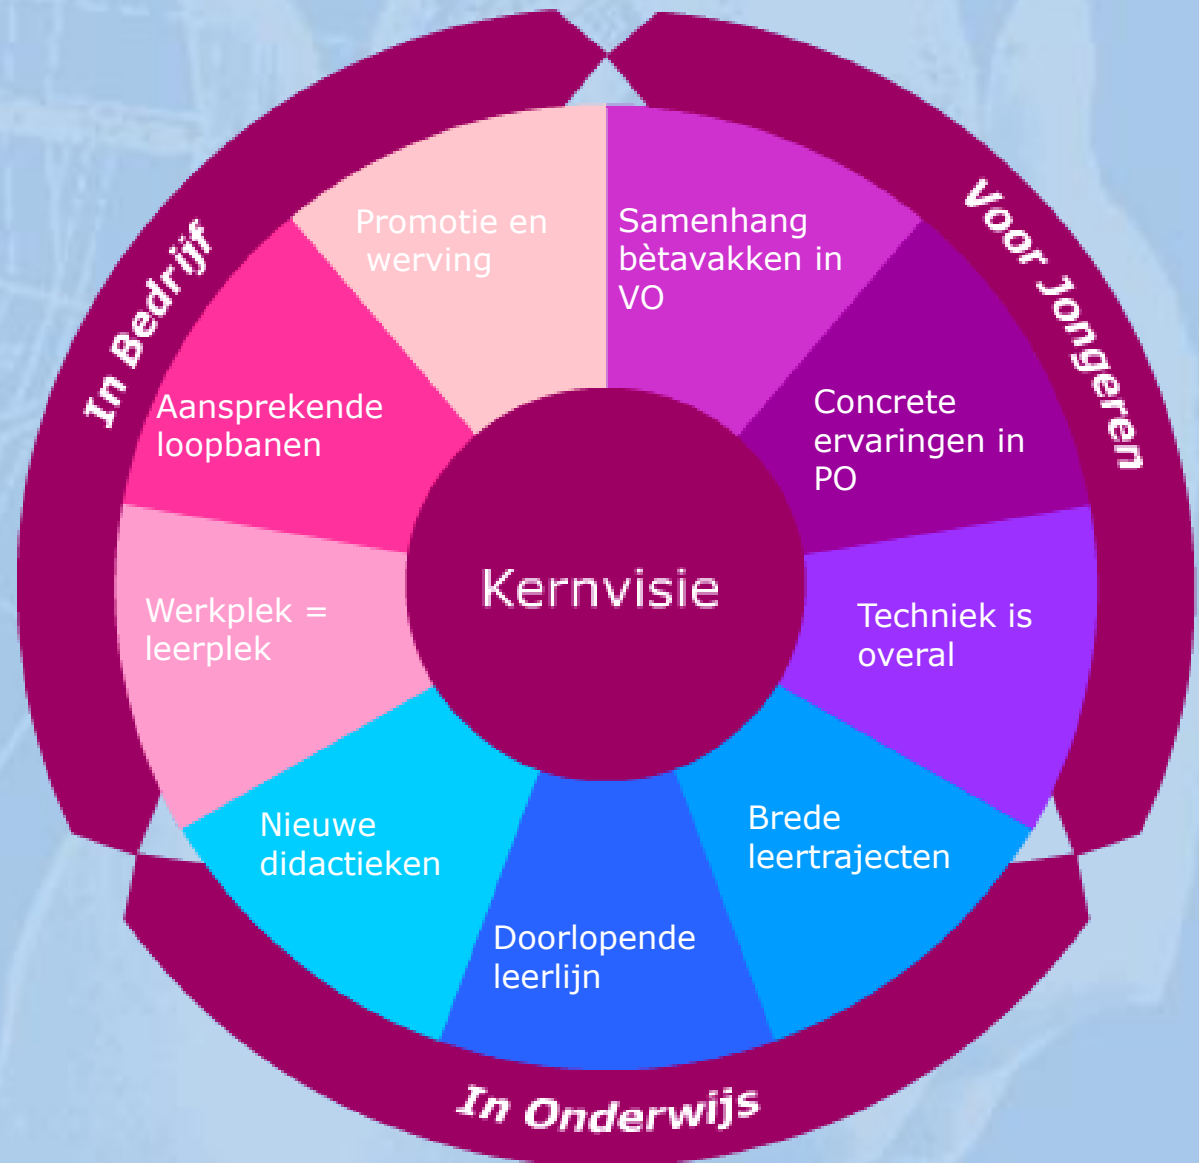 In Bedrijf
Voor Jongeren
Promotie en
werving
Samenhang
bètavakken in
VO
Aansprekende
loopbanen
Concrete
ervaringen in
PO
Kernvisie
Werkplek =
leerplek
Techniek is
overal
Nieuwe
didactieken
Brede
leertrajecten
Doorlopende
leerlijn
In Onderwijs